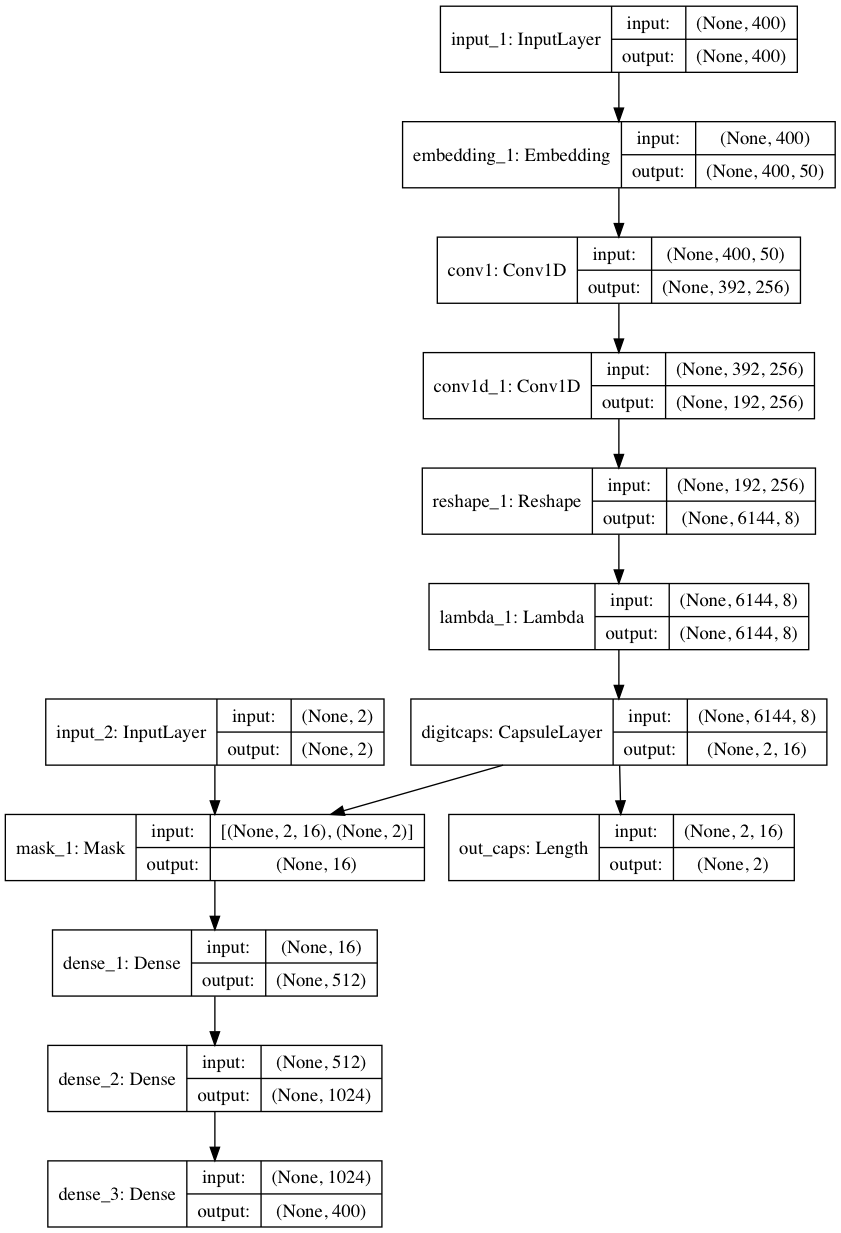 input_1: InputLayer
input: (None, 400)
output: (None, 400)
embedding_1: Embedding
input: (None, 400)
output: (None, 400, 50)
conv1: Conv1D
input: (None, 400, 50)
output: (None, 392, 256)
conv1d_1: Conv1D
input: (None, 392, 256)
output: (None, 192, 256)
reshape_1: Reshape
input: (None, 192, 256)
output: (None, 6144, 8)
lambda_1: Lambda
input: (None, 6144, 8)
output: (None, 6144, 8)
input_2: InputLayer
input: (None, 2)
output: (None, 2)
digitcaps: CapsuleLayer
input: (None, 6144, 8)
output: (None, 2, 16)
mask_1: Mask
input: [(None, 2, 16), (None, 2)]
output: (None, 16)
out_caps: Length
input: (None, 2, 16)
output: (None, 2)
dense_1: Dense
input: (None, 16)
output: (None, 512)
dense_2: Dense
input: (None, 512)
output: (None, 1024)
dense_3: Dense
input: (None, 1024)
output: (None, 400)